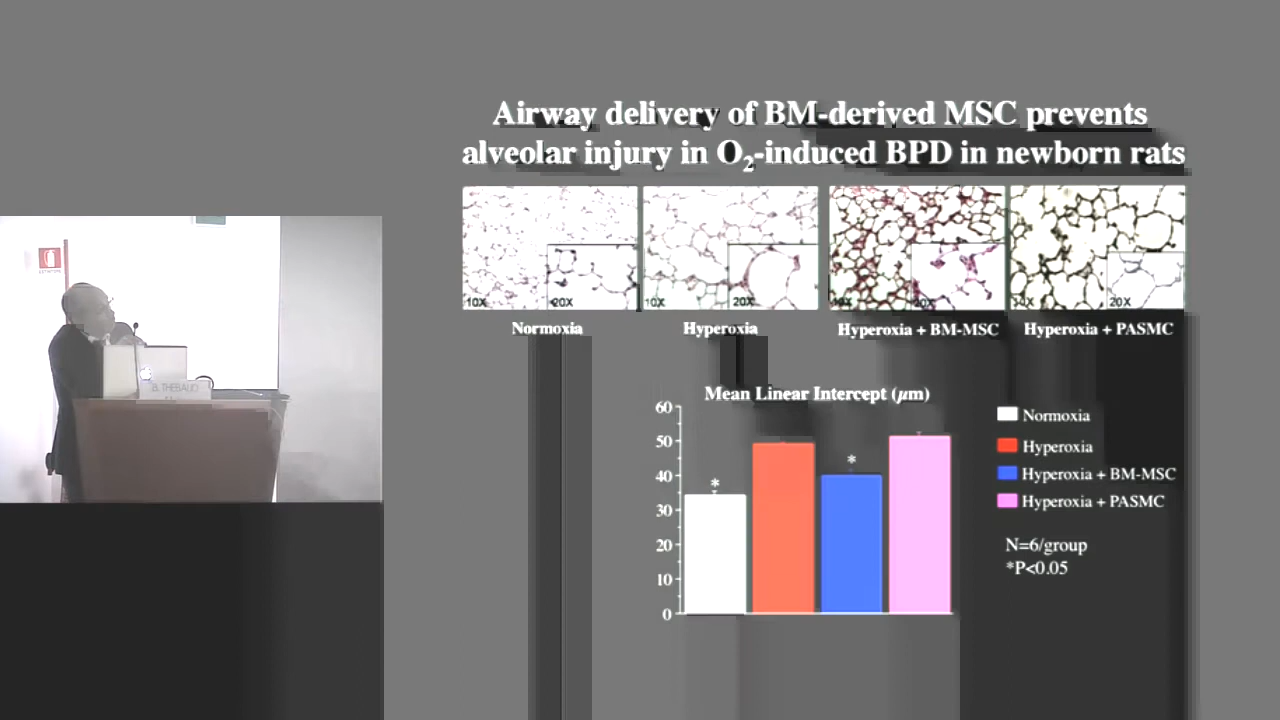 Airway delivery of BM-derived MSC prevents
alveolar injury in O₂-induced BPD in newborn rats
10X
20X
10X
20X
20X
Normoxia
Hyperoxia
Hyperoxia + BM-MSC
Hyperoxia + PASMC
B. THEBAUD
Mean Linear Intercept (μm)
60
50
40
30
20
10
0
*
*
Normoxia
Hyperoxia
Hyperoxia + BM-MSC
Hyperoxia + PASMC
N=6/group
*P<0.05